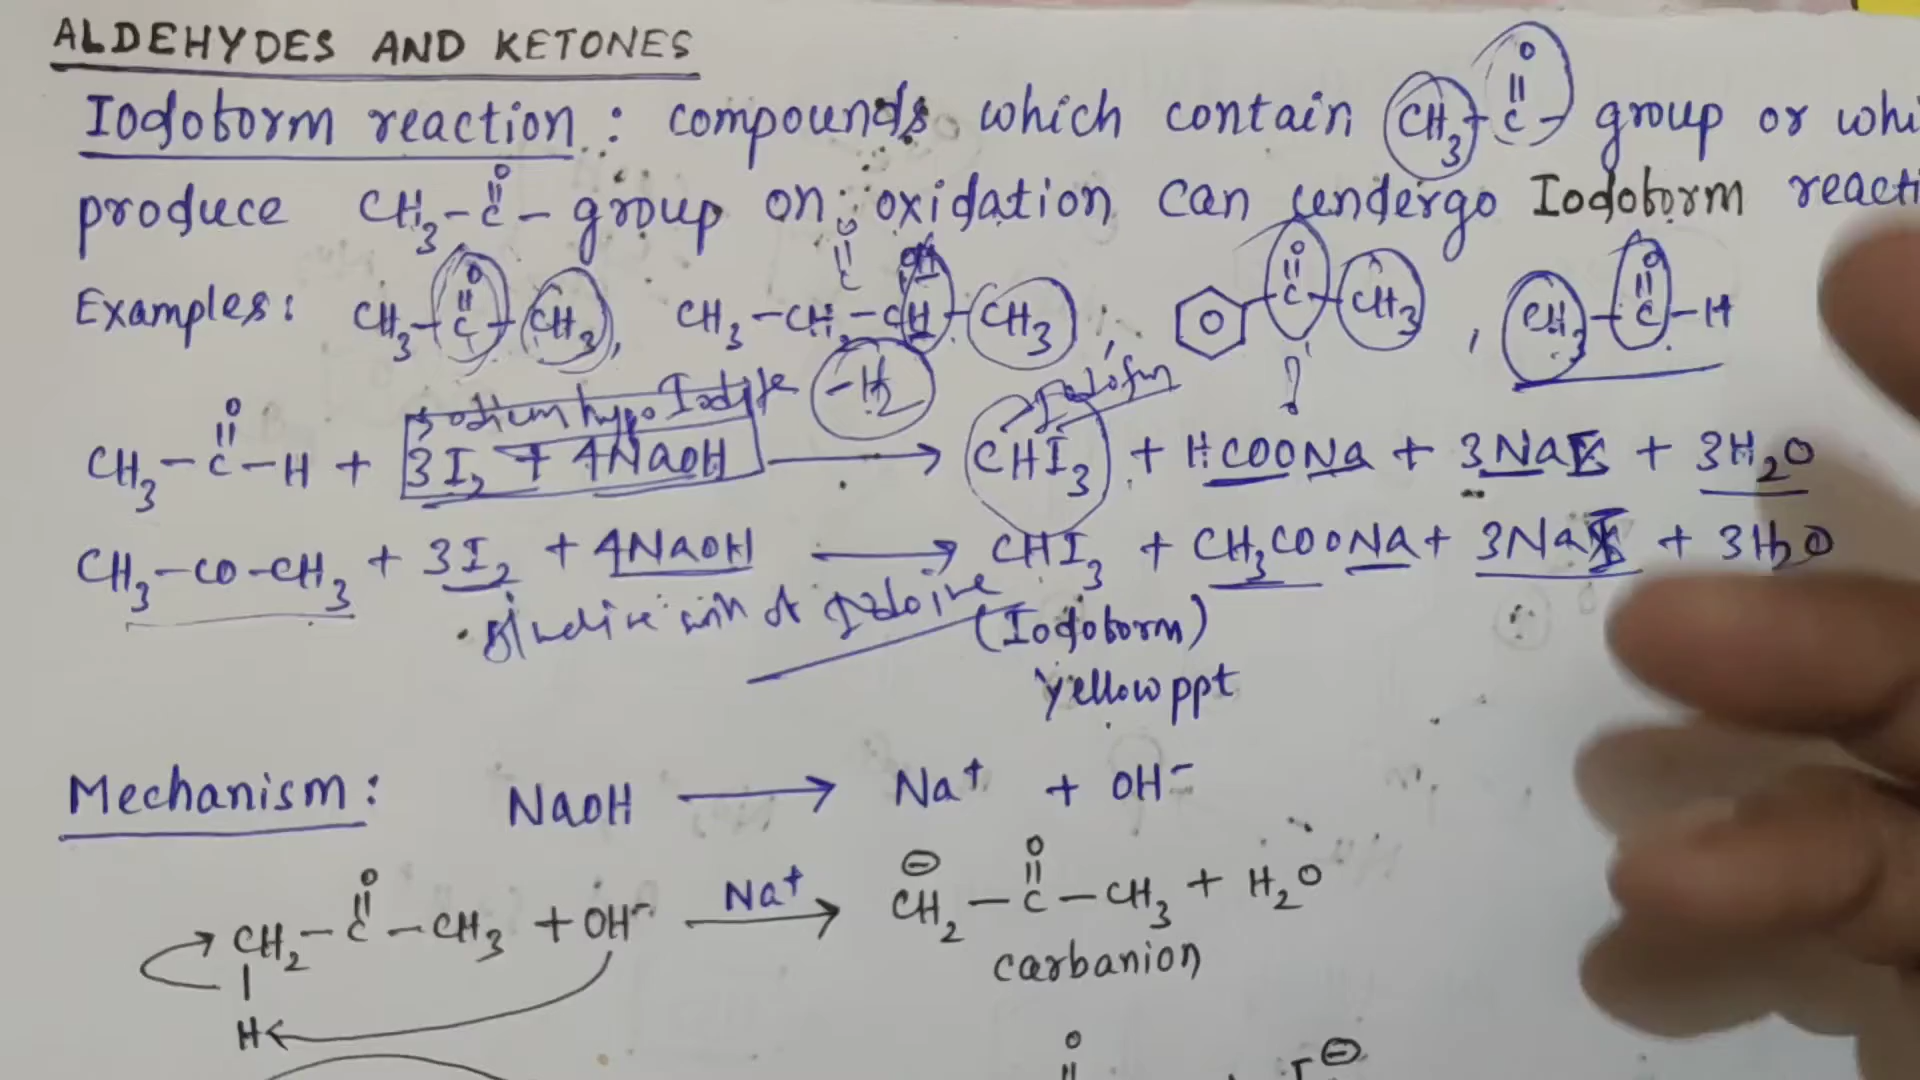 ALDEHYDES AND KETONES
Iodoform reaction : compounds which contain CH3-C- group or whi
O
||
produce CH3-C- group on oxidation can undergo Iodoform reacti
O
||
Examples: CH3-C-CH3, CH3-CH2-CH-CH3, C-CH3, CH3-C-H
O
||
OH
O
||
O
||
O
||
C
-H2
?
sodium hypo Iodite
Iodoform
CH3-C-H + 3I2 + 4NaOH → CHI3 + HCOONa + 3NaI + 3H2O
O
||
CH3-CO-CH3 + 3I2 + 4NaOH → CHI3 + CH3COONa + 3NaI + 3H2O
of Iodoine
(Iodoform)
yellow ppt
Mechanism: NaOH → Na+ + OH-
CH2-C-CH3 + OH- → CH2-C-CH3 + H2O
O
||
Na+
⊖
O
||
H
carbanion
O
||
I⊖